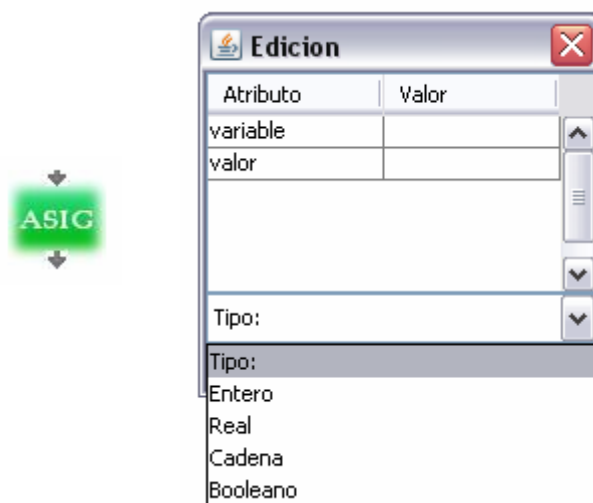 Edicion
Atributo Valor
variable
valor
ASIG
Tipo:
Tipo:
Entero
Real
Cadena
Booleano